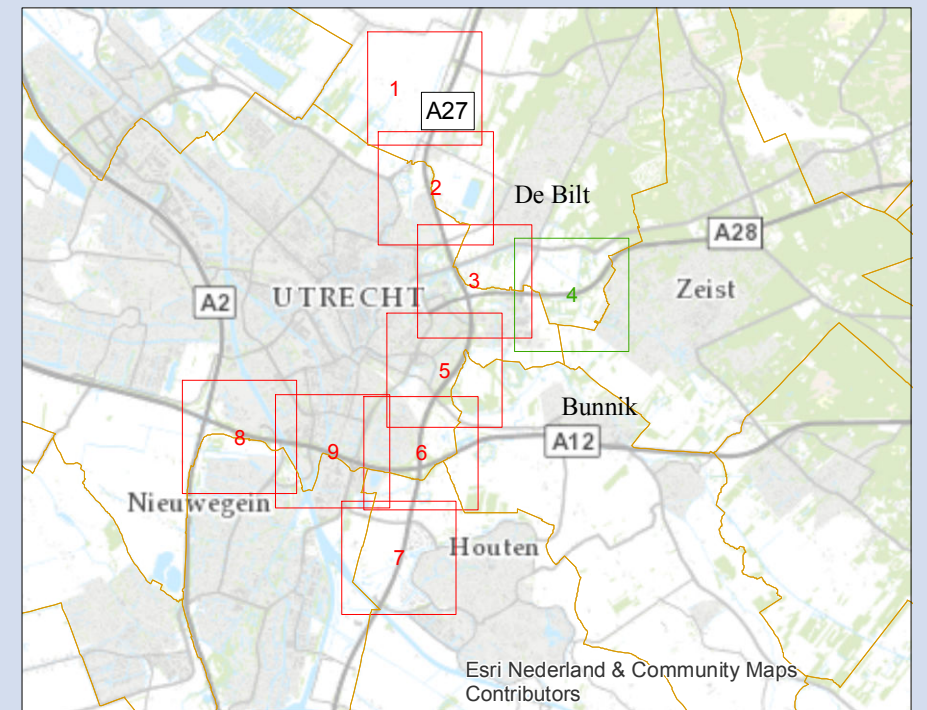 1
A27
2
De Bilt
A28
3
4
Zeist
A2
UTRECHT
5
Bunnik
A12
8
9
6
Nieuwegein
Houten
7
Esri Nederland & Community Maps
Contributors